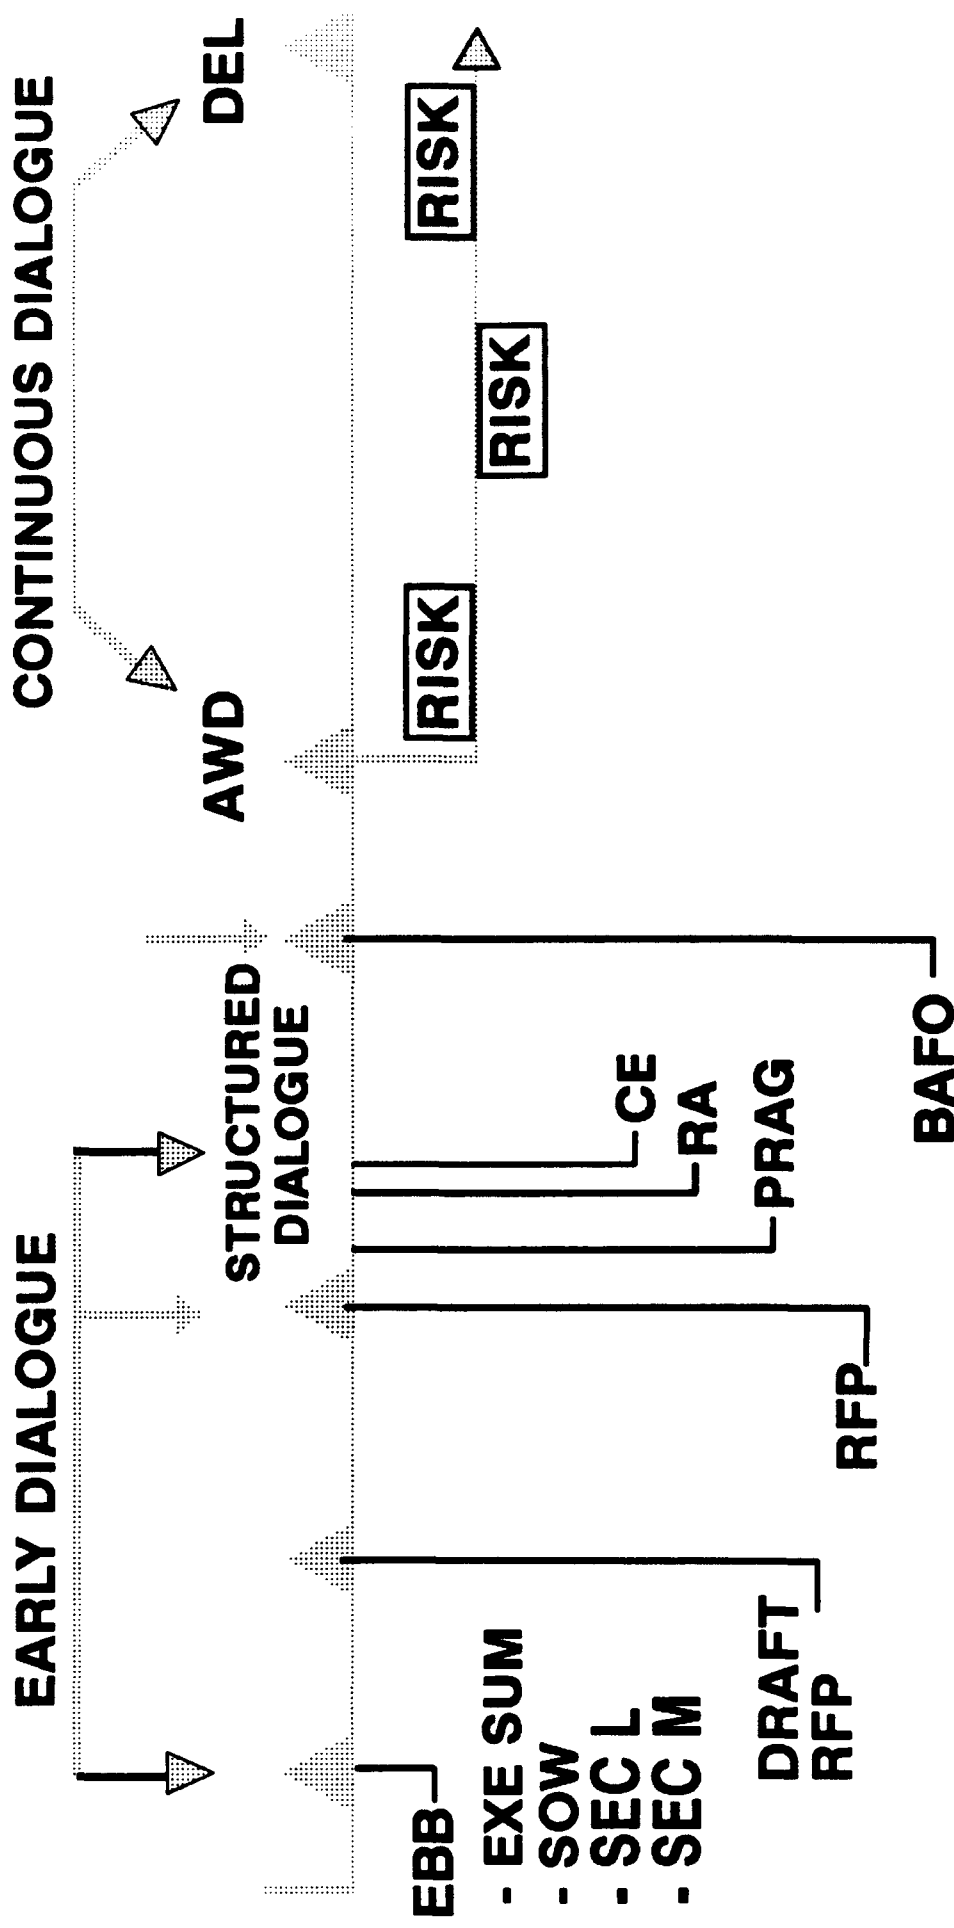 EARLY DIALOGUE
CONTINUOUS DIALOGUE
STRUCTURED
DIALOGUE
AWD
DEL
EBB
- EXE SUM
- SOW
- SEC L
- SEC M
DRAFT
RFP
RFP
CE
RA
PRAG
BAFO
RISK
RISK
RISK